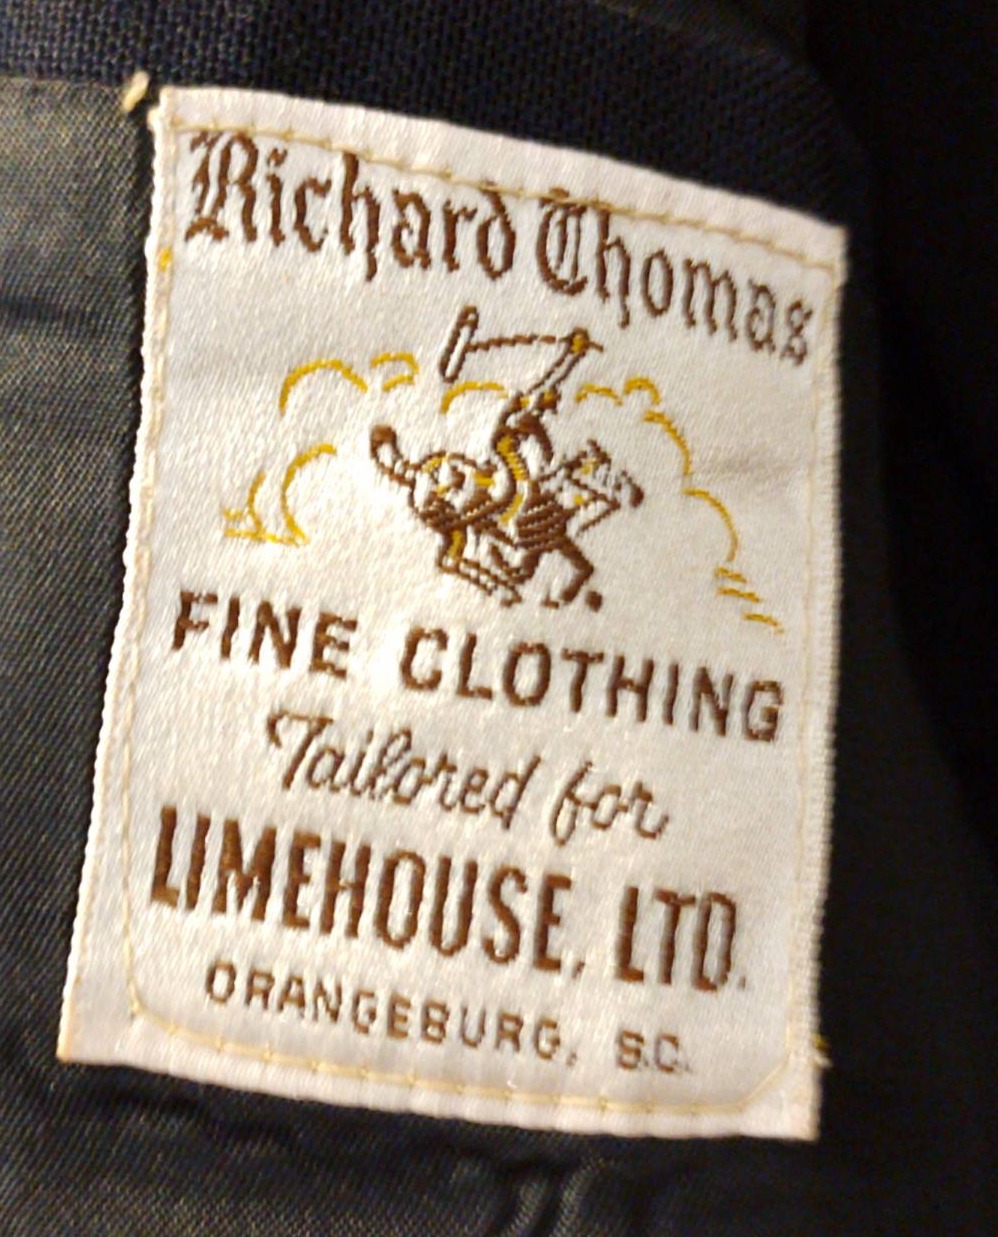 Richard Thomas
FINE CLOTHING
Tailored for
LIMEHOUSE, LTD.
ORANGEBURG, S.C.